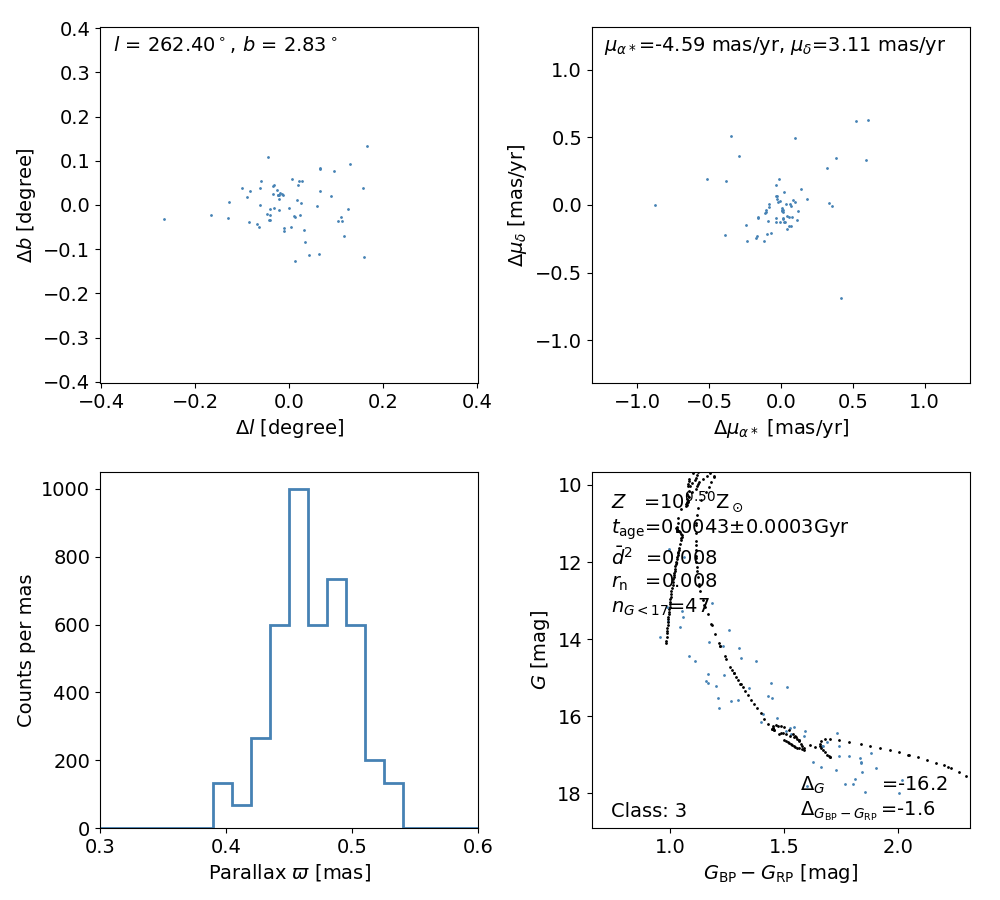 l = 262.40°, b = 2.83°
0.4
0.3
0.2
0.1
0.0
−0.1
−0.2
−0.3
−0.4
Δb [degree]
−0.4 −0.2 0.0 0.2 0.4
Δl [degree]
μα*=-4.59 mas/yr, μδ=3.11 mas/yr
1.0
0.5
0.0
−0.5
−1.0
Δμδ [mas/yr]
−1.0 −0.5 0.0 0.5 1.0
Δμα* [mas/yr]
1000
800
600
400
200
0
Counts per mas
0.3 0.4 0.5 0.6
Parallax ϖ [mas]
10
12
14
16
18
G [mag]
Z =10^0.50 Z⊙
tage=0.0043±0.0003Gyr
d̄² =0.008
rn =0.008
nG<17=47
ΔG =-16.2
ΔGBP−GRP =-1.6
Class: 3
1.0 1.5 2.0
GBP − GRP [mag]